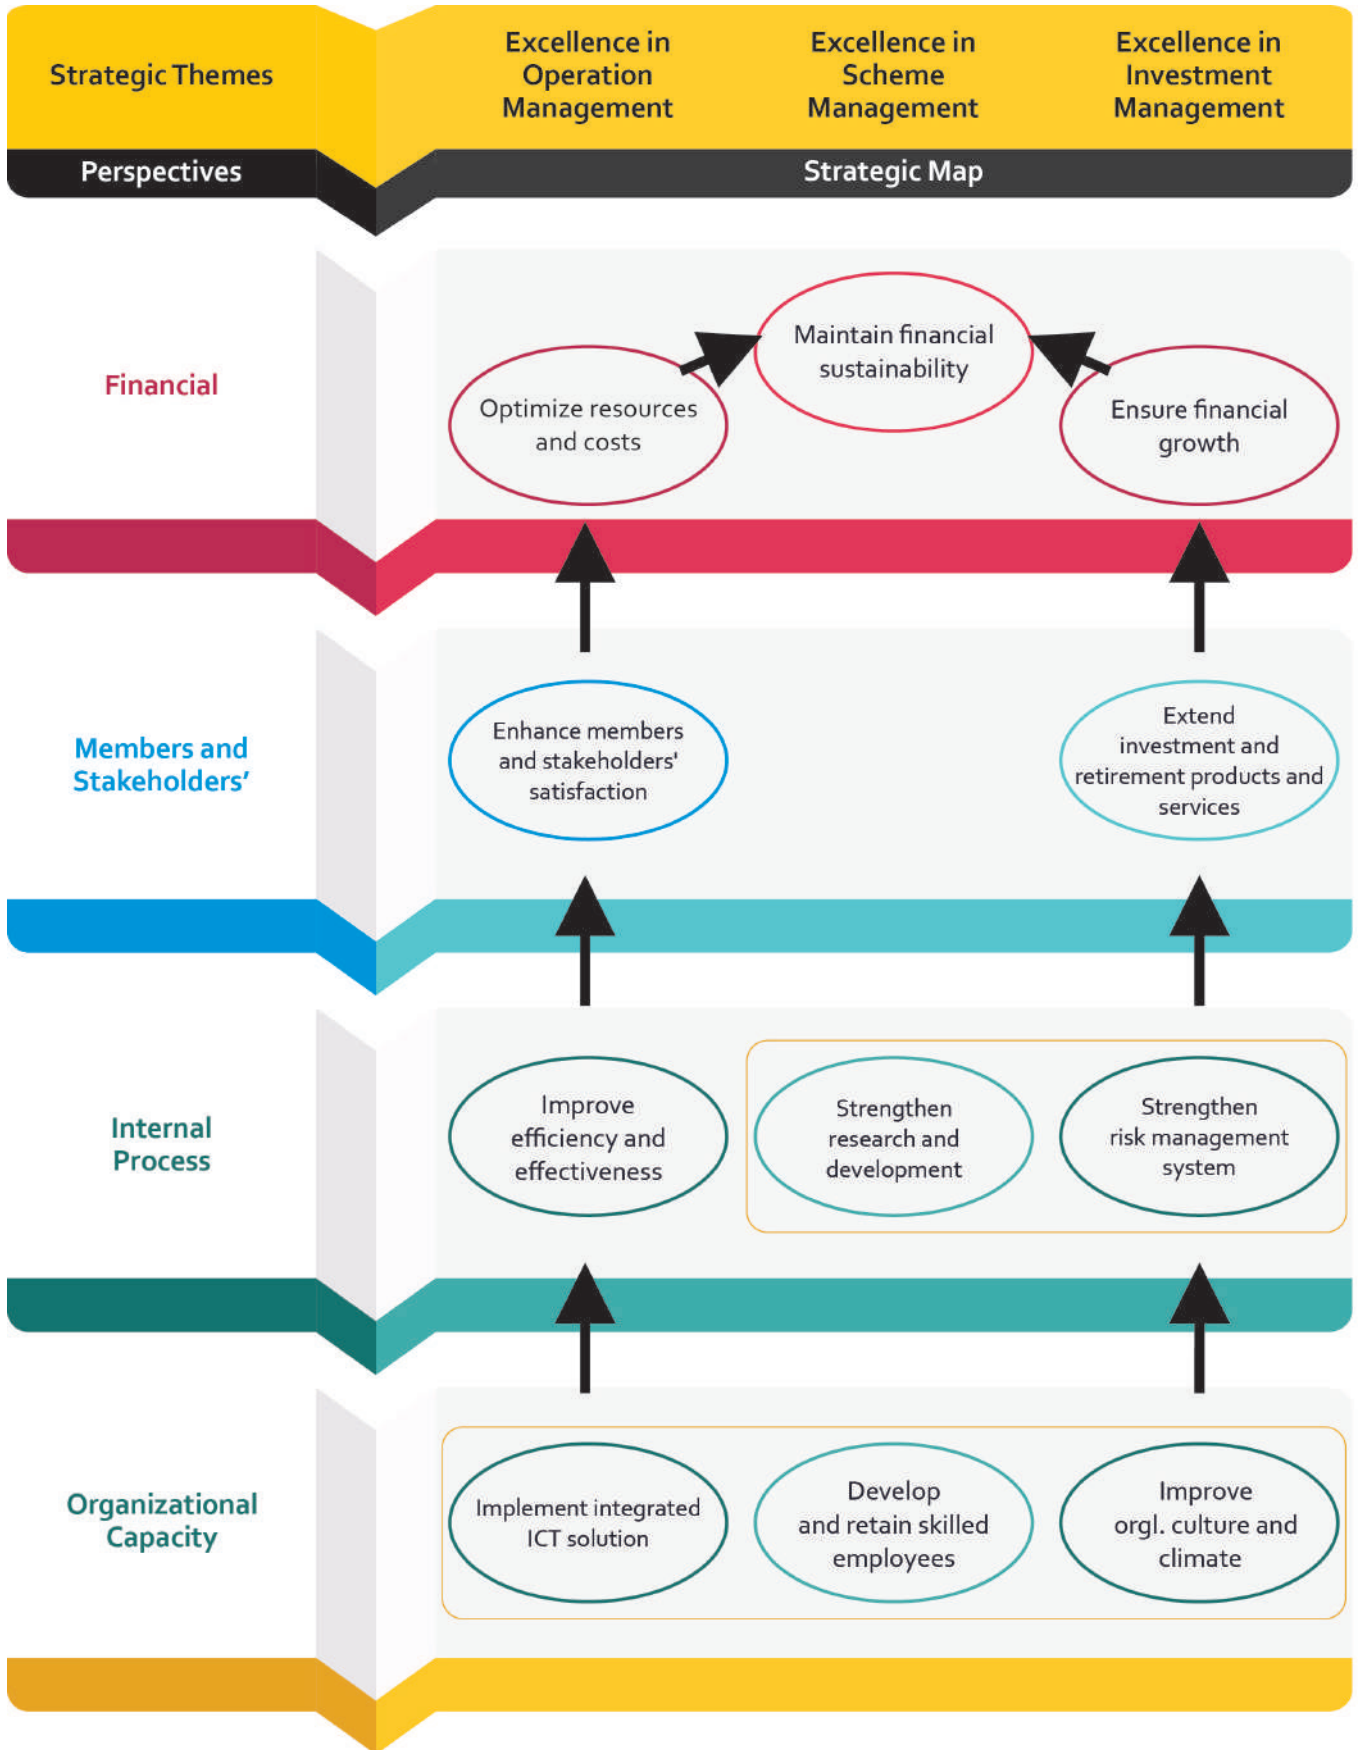 Strategic Themes
Excellence in
Operation
Management
Excellence in
Scheme
Management
Excellence in
Investment
Management
Perspectives
Strategic Map
Financial
Optimize resources
and costs
Maintain financial
sustainability
Ensure financial
growth
Members and
Stakeholders’
Enhance members
and stakeholders'
satisfaction
Extend
investment and
retirement products and
services
Internal
Process
Improve
efficiency and
effectiveness
Strengthen
research and
development
Strengthen
risk management
system
Organizational
Capacity
Implement integrated
ICT solution
Develop
and retain skilled
employees
Improve
orgl. culture and
climate